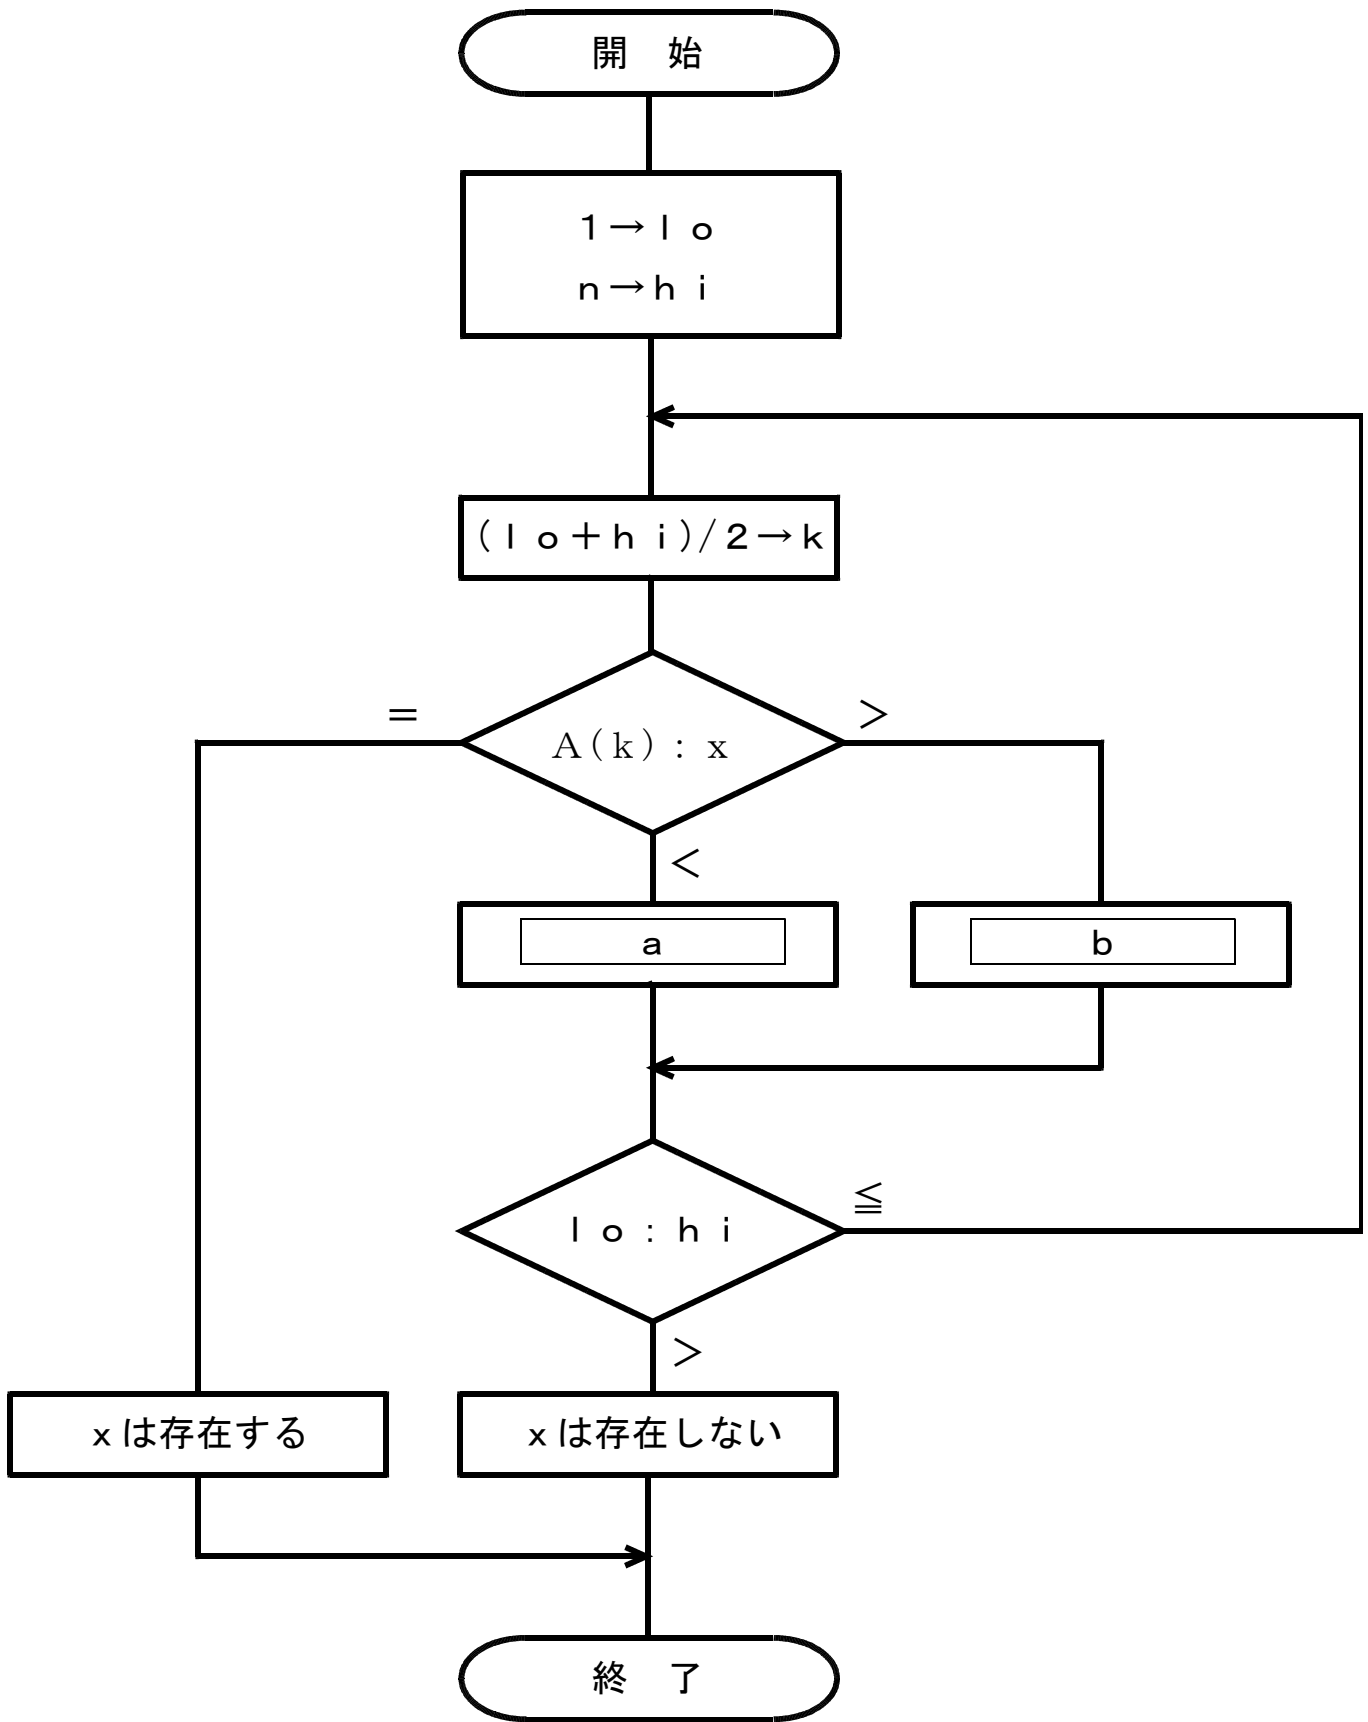 開　始
1→lo
n→hi
(lo＋hi)/2→k
＝
＞
A(k)：x
＜
a
b
≦
lo：hi
＞
xは存在する
xは存在しない
終　了